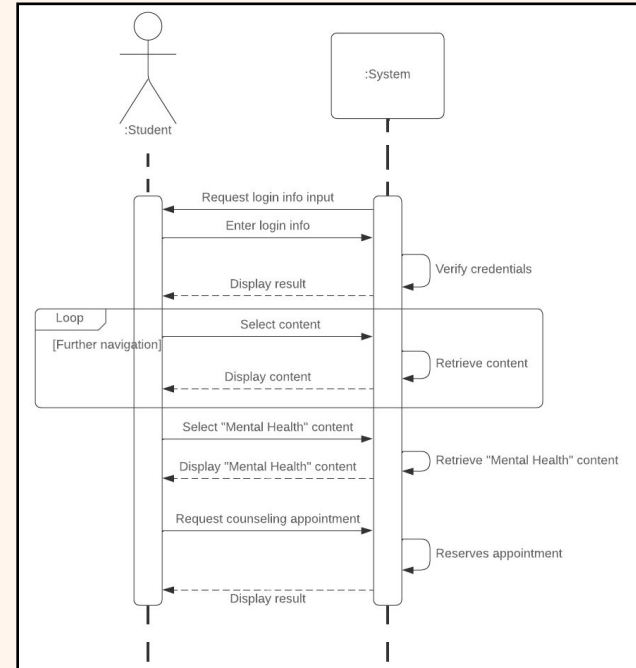 :System
:Student
Request login info input
Enter login info
Verify credentials
Display result
Loop
Select content
[Further navigation]
Retrieve content
Display content
Select "Mental Health" content
Retrieve "Mental Health" content
Display "Mental Health" content
Request counseling appointment
Reserves appointment
Display result